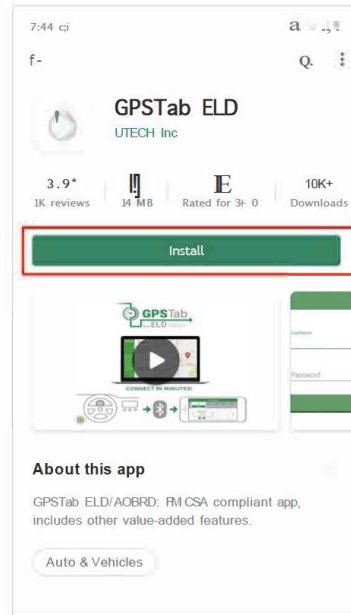 7:44
GPSTab ELD
UTECH Inc
3.9*
1K reviews
14 MB
E
Rated for 3+
10K+
Downloads
Install
GPSTab
...ELD
CONNECT IN MINUTES!
Username
Password
About this app
GPSTab ELD/AOBRD: FMCSA compliant app,
includes other value-added features.
Auto & Vehicles